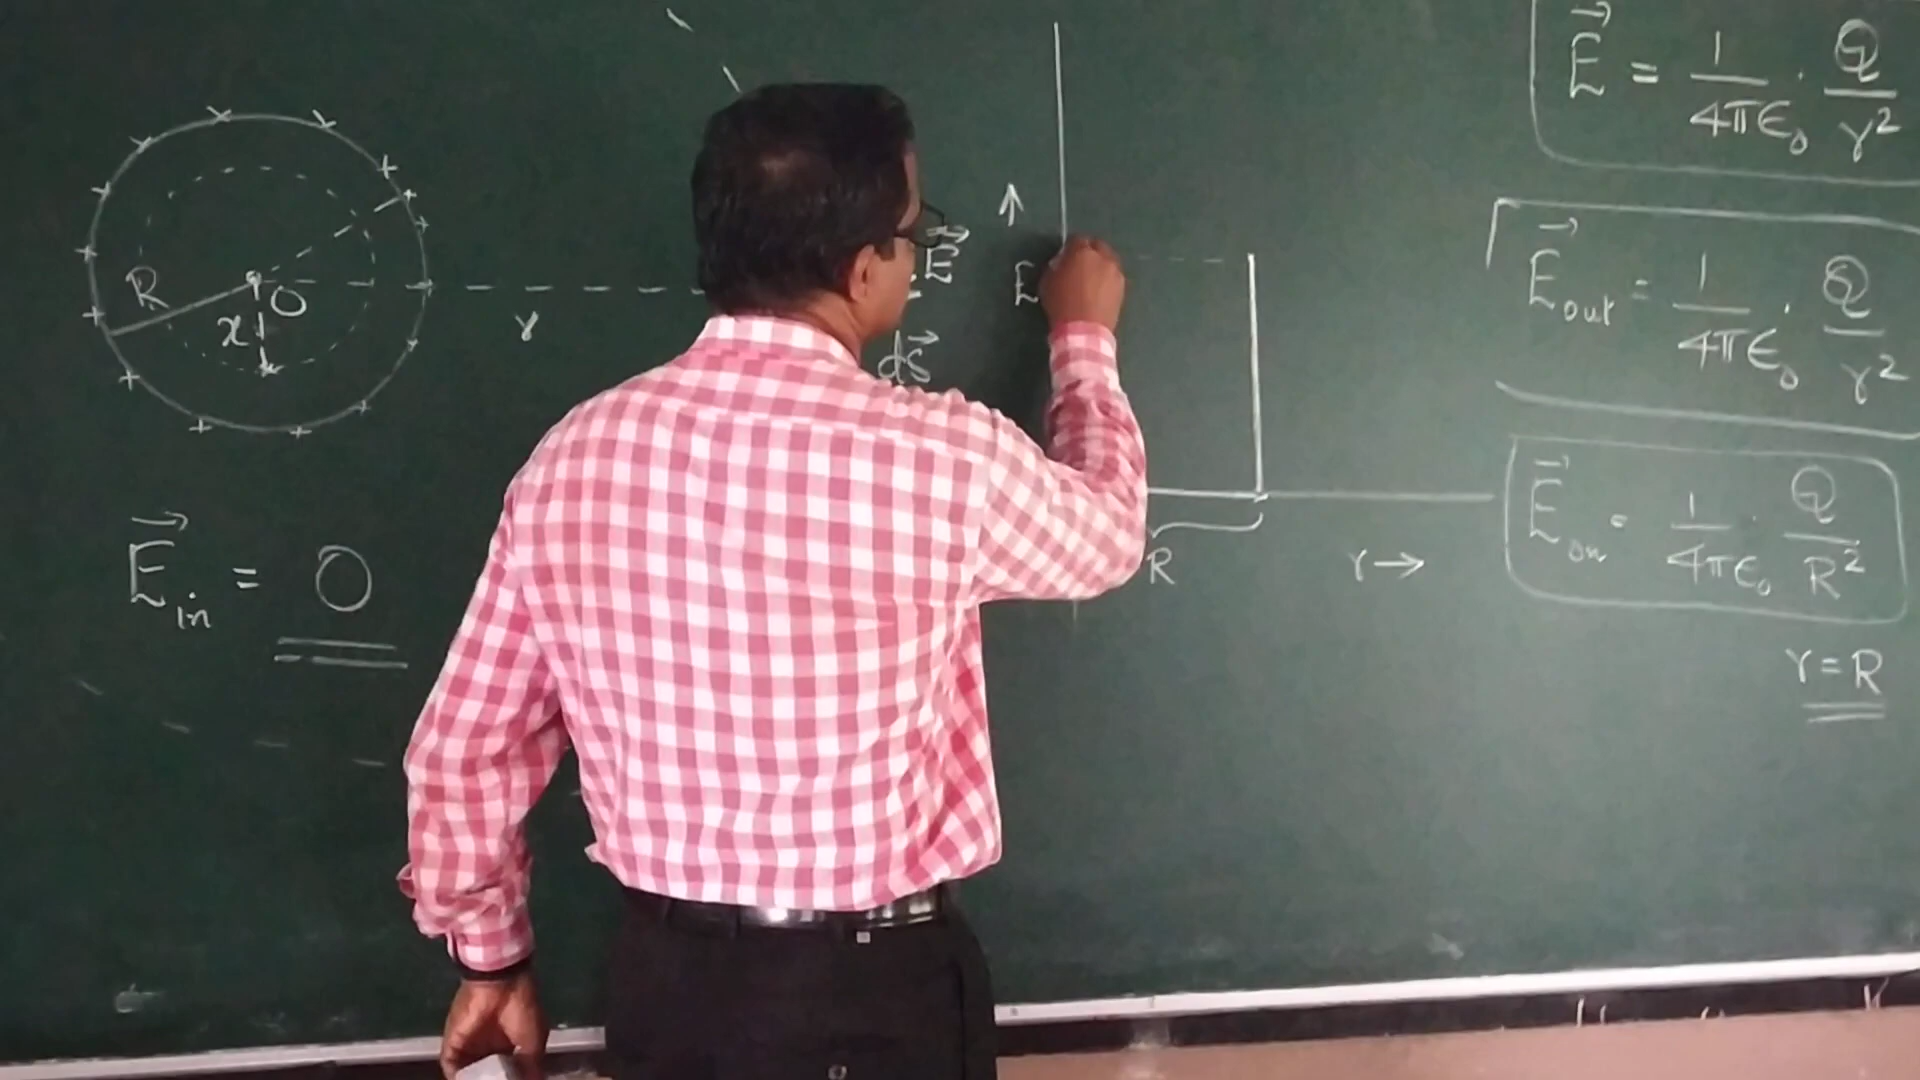 R
O
x
r
E⃗
dS⃗
E⃗in = 0
↑
E
R
r →
E⃗ = 1/4πϵ0 · Q/r²
E⃗out = 1/4πϵ0 · Q/r²
E⃗on = 1/4πϵ0 · Q/R²
r = R